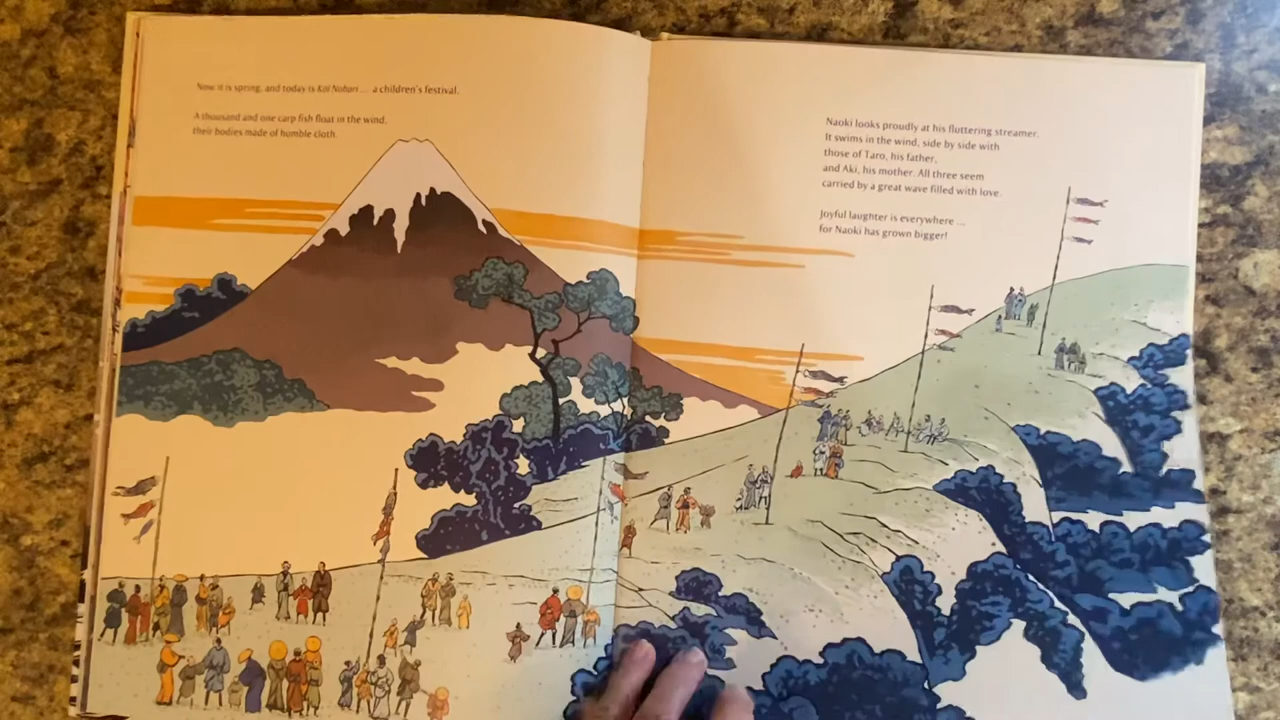 Now it is spring, and today is Koi Nobori ... a children's festival.
A thousand and one carp fish float in the wind,
their bodies made of humble cloth.
Naoki looks proudly at his fluttering streamer.
It swims in the wind, side by side with
those of Taro, his father,
and Aki, his mother. All three seem
carried by a great wave filled with love.
Joyful laughter is everywhere ...
for Naoki has grown bigger!